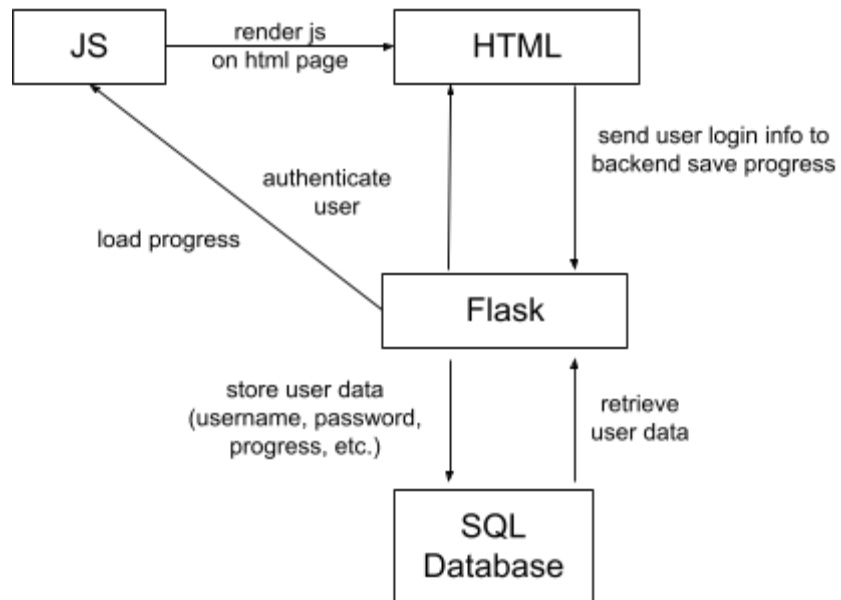 JS
render js
on html page
HTML
send user login info to
backend save progress
authenticate
user
load progress
Flask
store user data
(username, password,
progress, etc.)
retrieve
user data
SQL
Database